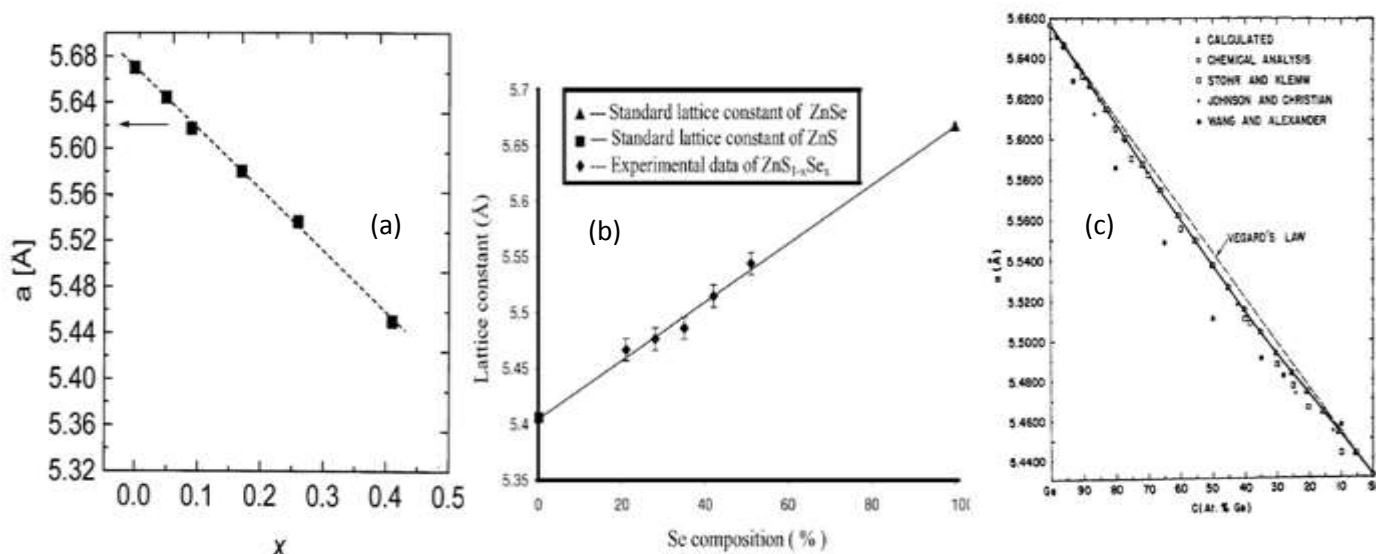 5.68
5.64
5.60
5.56
5.52
5.48
5.44
5.40
5.36
5.32
a [A]
0.0 0.1 0.2 0.3 0.4 0.5
x
(a)
5.7
5.65
5.6
5.55
5.5
5.45
5.4
5.35
Lattice constant (Å)
Standard lattice constant of ZnSe
Standard lattice constant of ZnS
Experimental data of ZnS1-xSex
(b)
0 20 40 60 80 100
Se composition ( % )
5.6600
5.6400
5.6200
5.6000
5.5800
5.5600
5.5400
5.5200
5.5000
5.4800
5.4600
5.4400
a (Å)
CALCULATED
CHEMICAL ANALYSIS
STOHR AND KLEMM
JOHNSON AND CHRISTIAN
WANG AND ALEXANDER
(c)
VEGARD'S LAW
Ge 90 80 70 60 50 40 30 20 10 Si
C(At. % Ge)